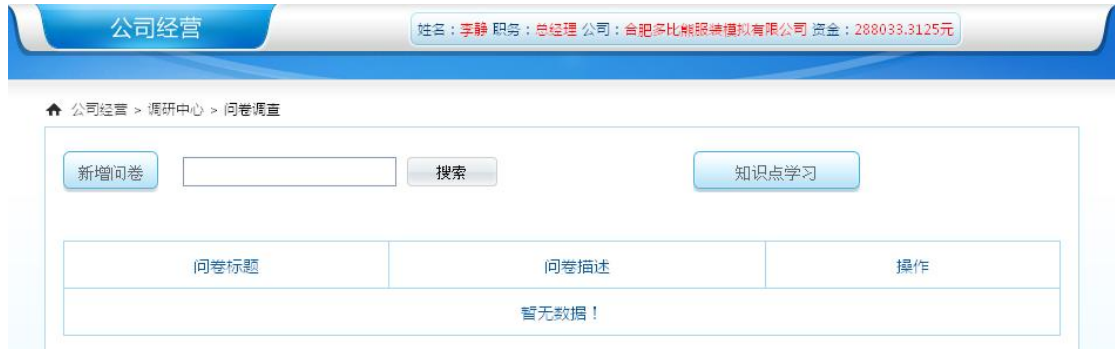 公司经营
姓名：李静 职务：总经理 公司：合肥多比熊服装模拟有限公司 资金：288033.3125元
公司经营 > 调研中心 > 问卷调查
新增问卷 搜索 知识点学习
问卷标题 问卷描述 操作
暂无数据！